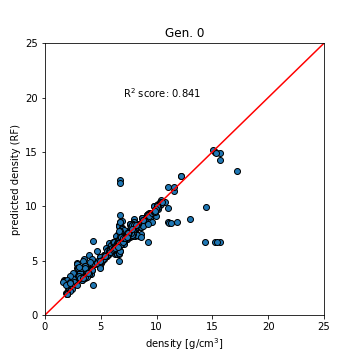 Gen. 0
25
20
15
10
5
0
predicted density (RF)
R² score: 0.841
0 5 10 15 20 25
density [g/cm³]